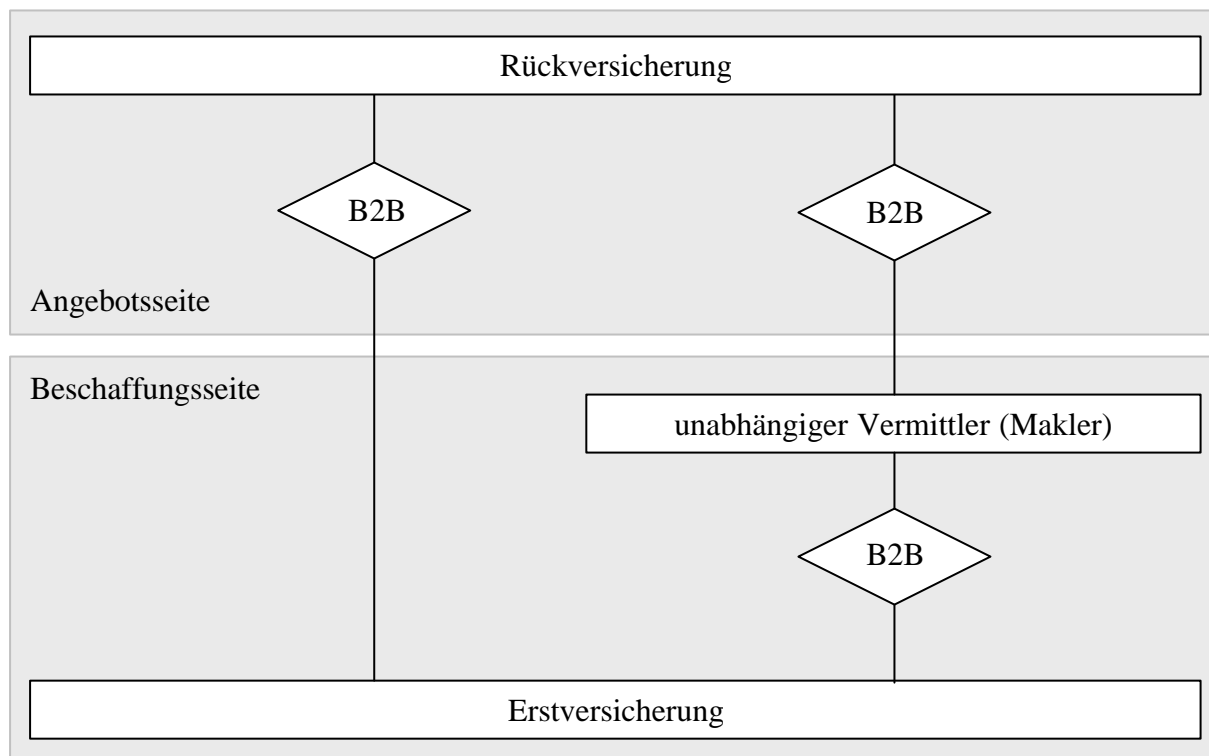 Rückversicherung
B2B
B2B
Angebotsseite
Beschaffungsseite
unabhängiger Vermittler (Makler)
B2B
Erstversicherung